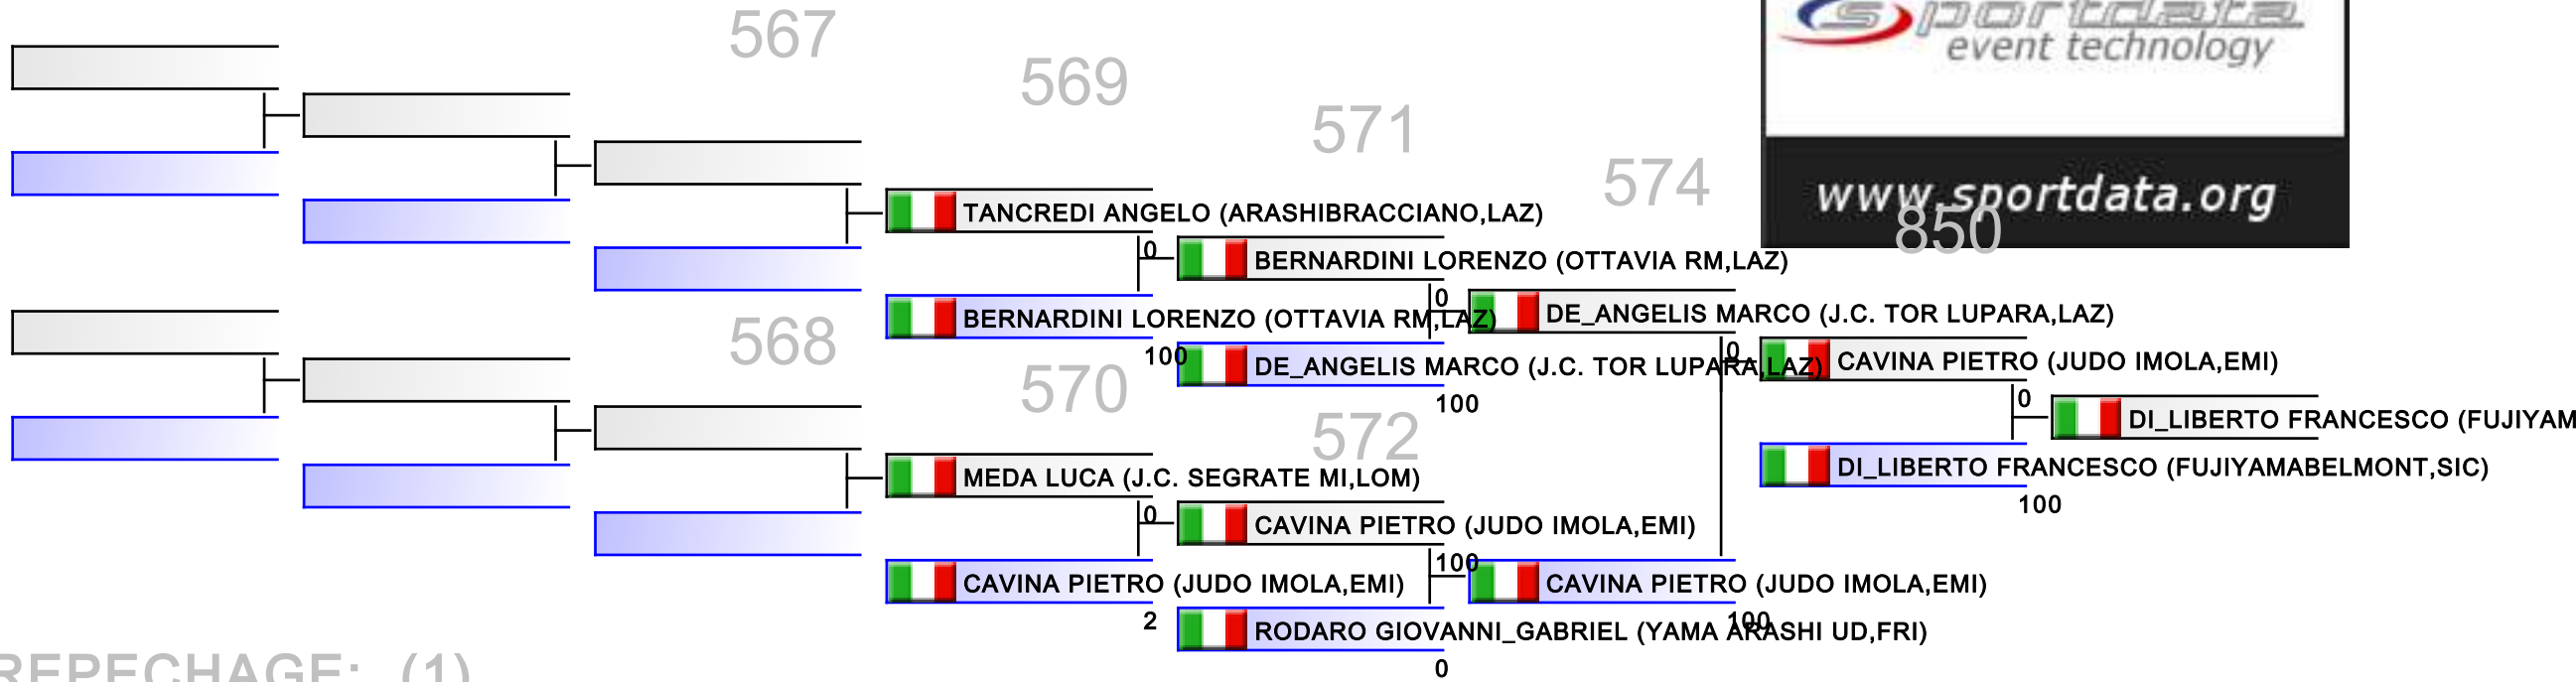 567
sportdata
event technology
569
571
574
www.sportdata.org
850
TANCREDI ANGELO (ARASHIBRACCIANO,LAZ)
0
BERNARDINI LORENZO (OTTAVIA RM,LAZ)
0
BERNARDINI LORENZO (OTTAVIA RM,LAZ)
100
DE_ANGELIS MARCO (J.C. TOR LUPARA,LAZ)
0
DE_ANGELIS MARCO (J.C. TOR LUPARA,LAZ)
100
CAVINA PIETRO (JUDO IMOLA,EMI)
0
DI_LIBERTO FRANCESCO (FUJIYAM
DI_LIBERTO FRANCESCO (FUJIYAMABELMONT,SIC)
100
568
570
572
MEDA LUCA (J.C. SEGRATE MI,LOM)
0
CAVINA PIETRO (JUDO IMOLA,EMI)
100
CAVINA PIETRO (JUDO IMOLA,EMI)
2
CAVINA PIETRO (JUDO IMOLA,EMI)
100
RODARO GIOVANNI_GABRIEL (YAMA ARASHI UD,FRI)
0
REPECHAGE: (1)